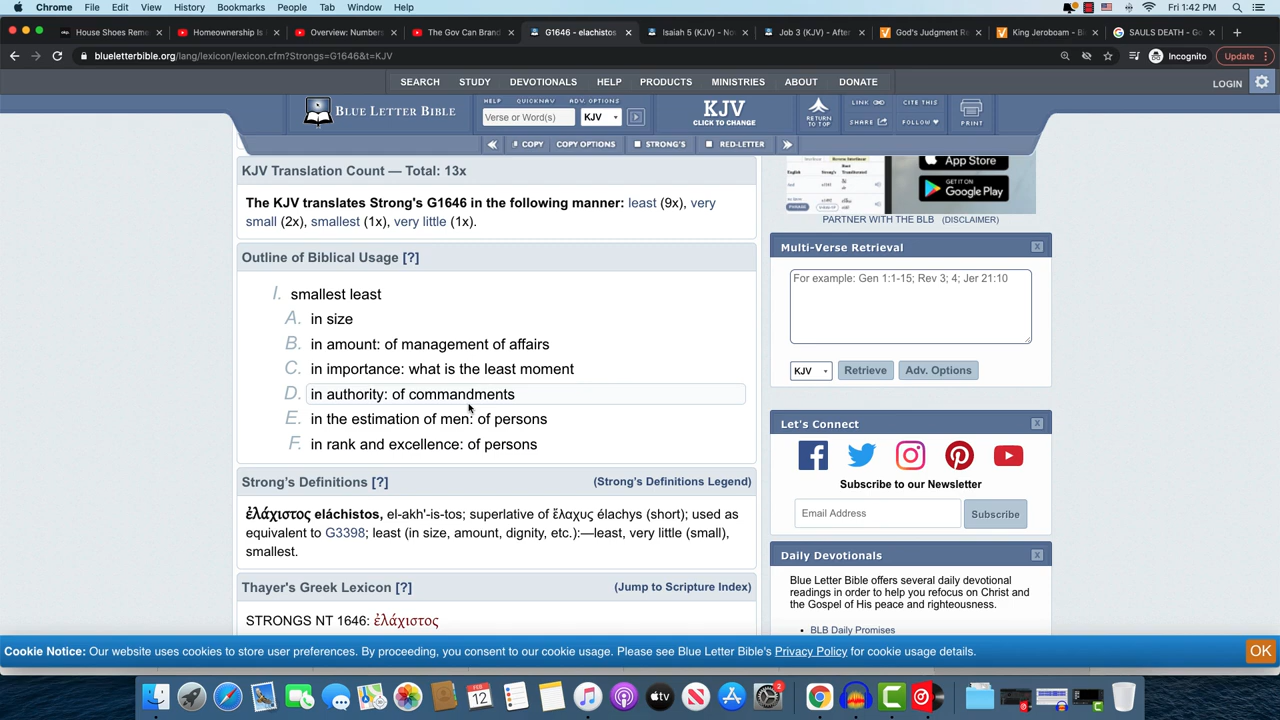 Chrome File Edit View History Bookmarks People Tab Window Help Fri 1:42 PM
House Shoes Reme Homeownership Is Overview: Numbers The Gov Can Brand G1646 - elachistos Isaiah 5 (KJV) - No Job 3 (KJV) - After God's Judgment R King Jeroboam - Bi SAULS DEATH - Go
blueletterbible.org/lang/lexicon/lexicon.cfm?Strongs=G1646&t=KJV Incognito Update
SEARCH STUDY DEVOTIONALS HELP PRODUCTS MINISTRIES ABOUT DONATE LOGIN
BLUE LETTER BIBLE
HELP QUICKNAV ADV. OPTIONS
Verse or Word(s) KJV
KJV
CLICK TO CHANGE
RETURN TO TOP
LINK CITE THIS
SHARE FOLLOW
PRINT
COPY COPY OPTIONS STRONG'S RED-LETTER
KJV Translation Count — Total: 13x
The KJV translates Strong's G1646 in the following manner: least (9x), very
small (2x), smallest (1x), very little (1x).
Outline of Biblical Usage [?]
I. smallest least
A. in size
B. in amount: of management of affairs
C. in importance: what is the least moment
D. in authority: of commandments
E. in the estimation of men: of persons
F. in rank and excellence: of persons
Strong's Definitions [?] (Strong's Definitions Legend)
ἐλάχιστος eláchistos, el-akh'-is-tos; superlative of ἔλαχυς élachys (short); used as
equivalent to G3398; least (in size, amount, dignity, etc.):—least, very little (small),
smallest.
Thayer's Greek Lexicon [?] (Jump to Scripture Index)
STRONGS NT 1646: ἐλάχιστος
App Store
GET IT ON
Google Play
PARTNER WITH THE BLB (DISCLAIMER)
Multi-Verse Retrieval X
For example: Gen 1:1-15; Rev 3; 4; Jer 21:10
KJV Retrieve Adv. Options
Let's Connect X
Subscribe to our Newsletter
Email Address Subscribe
Daily Devotionals X
Blue Letter Bible offers several daily devotional
readings in order to help you refocus on Christ and
the Gospel of His peace and righteousness.
• BLB Daily Promises
Cookie Notice: Our website uses cookies to store user preferences. By proceeding, you consent to our cookie usage. Please see Blue Letter Bible's Privacy Policy for cookie usage details. OK
FEB
12
tv
2